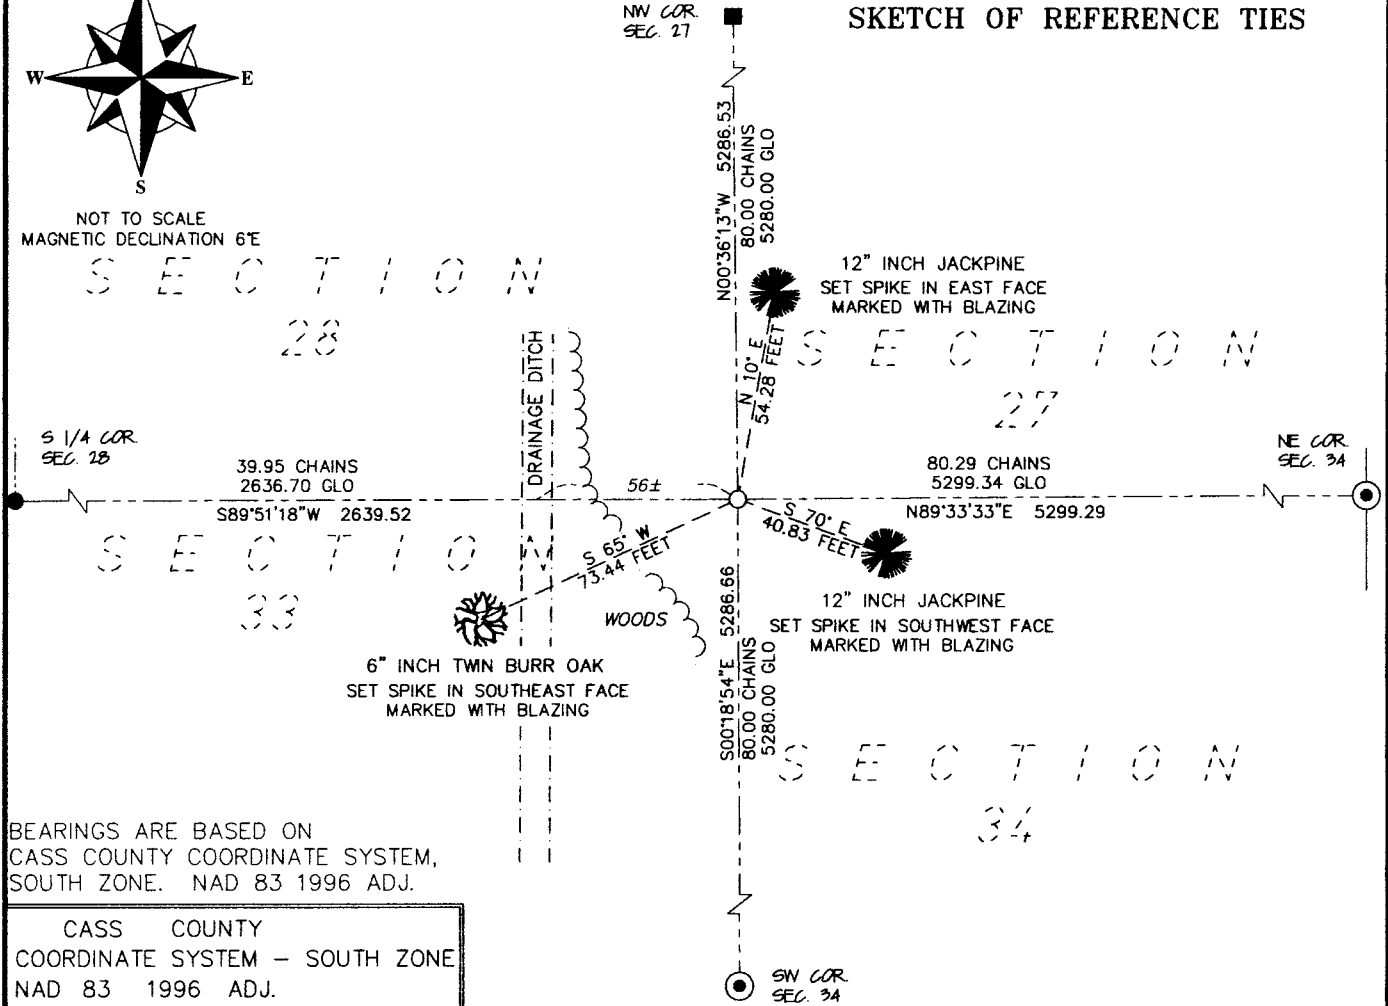 NW COR.
SEC. 27
SKETCH OF REFERENCE TIES
W
E
S
NOT TO SCALE
MAGNETIC DECLINATION 6°E
N00°36'13"W 5286.53
80.00 CHAINS
5280.00 GLO
SECTION
28
12" INCH JACKPINE
SET SPIKE IN EAST FACE
MARKED WITH BLAZING
N 10° E
54.28 FEET
SECTION
27
DRAINAGE DITCH
S 1/4 COR.
SEC. 28
39.95 CHAINS
2636.70 GLO
S89°51'18"W 2639.52
56±
80.29 CHAINS
5299.34 GLO
N89°33'33"E 5299.29
NE COR.
SEC. 34
SECTION
33
S 65° W
73.44 FEET
S 70° E
40.83 FEET
WOODS
12" INCH JACKPINE
SET SPIKE IN SOUTHWEST FACE
MARKED WITH BLAZING
6" INCH TWIN BURR OAK
SET SPIKE IN SOUTHEAST FACE
MARKED WITH BLAZING
S00°18'54"E 5286.66
80.00 CHAINS
5280.00 GLO
SECTION
34
BEARINGS ARE BASED ON
CASS COUNTY COORDINATE SYSTEM,
SOUTH ZONE. NAD 83 1996 ADJ.
CASS COUNTY
COORDINATE SYSTEM - SOUTH ZONE
NAD 83 1996 ADJ.
SW COR.
SEC. 34